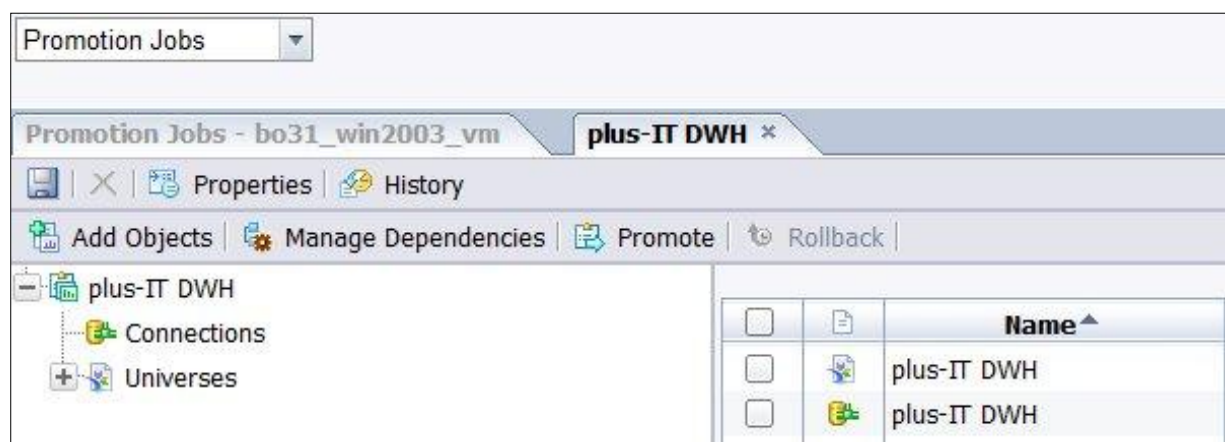 Promotion Jobs
Promotion Jobs - bo31_win2003_vm
plus-IT DWH
Properties
History
Add Objects
Manage Dependencies
Promote
Rollback
plus-IT DWH
Connections
Universes
Name
plus-IT DWH
plus-IT DWH